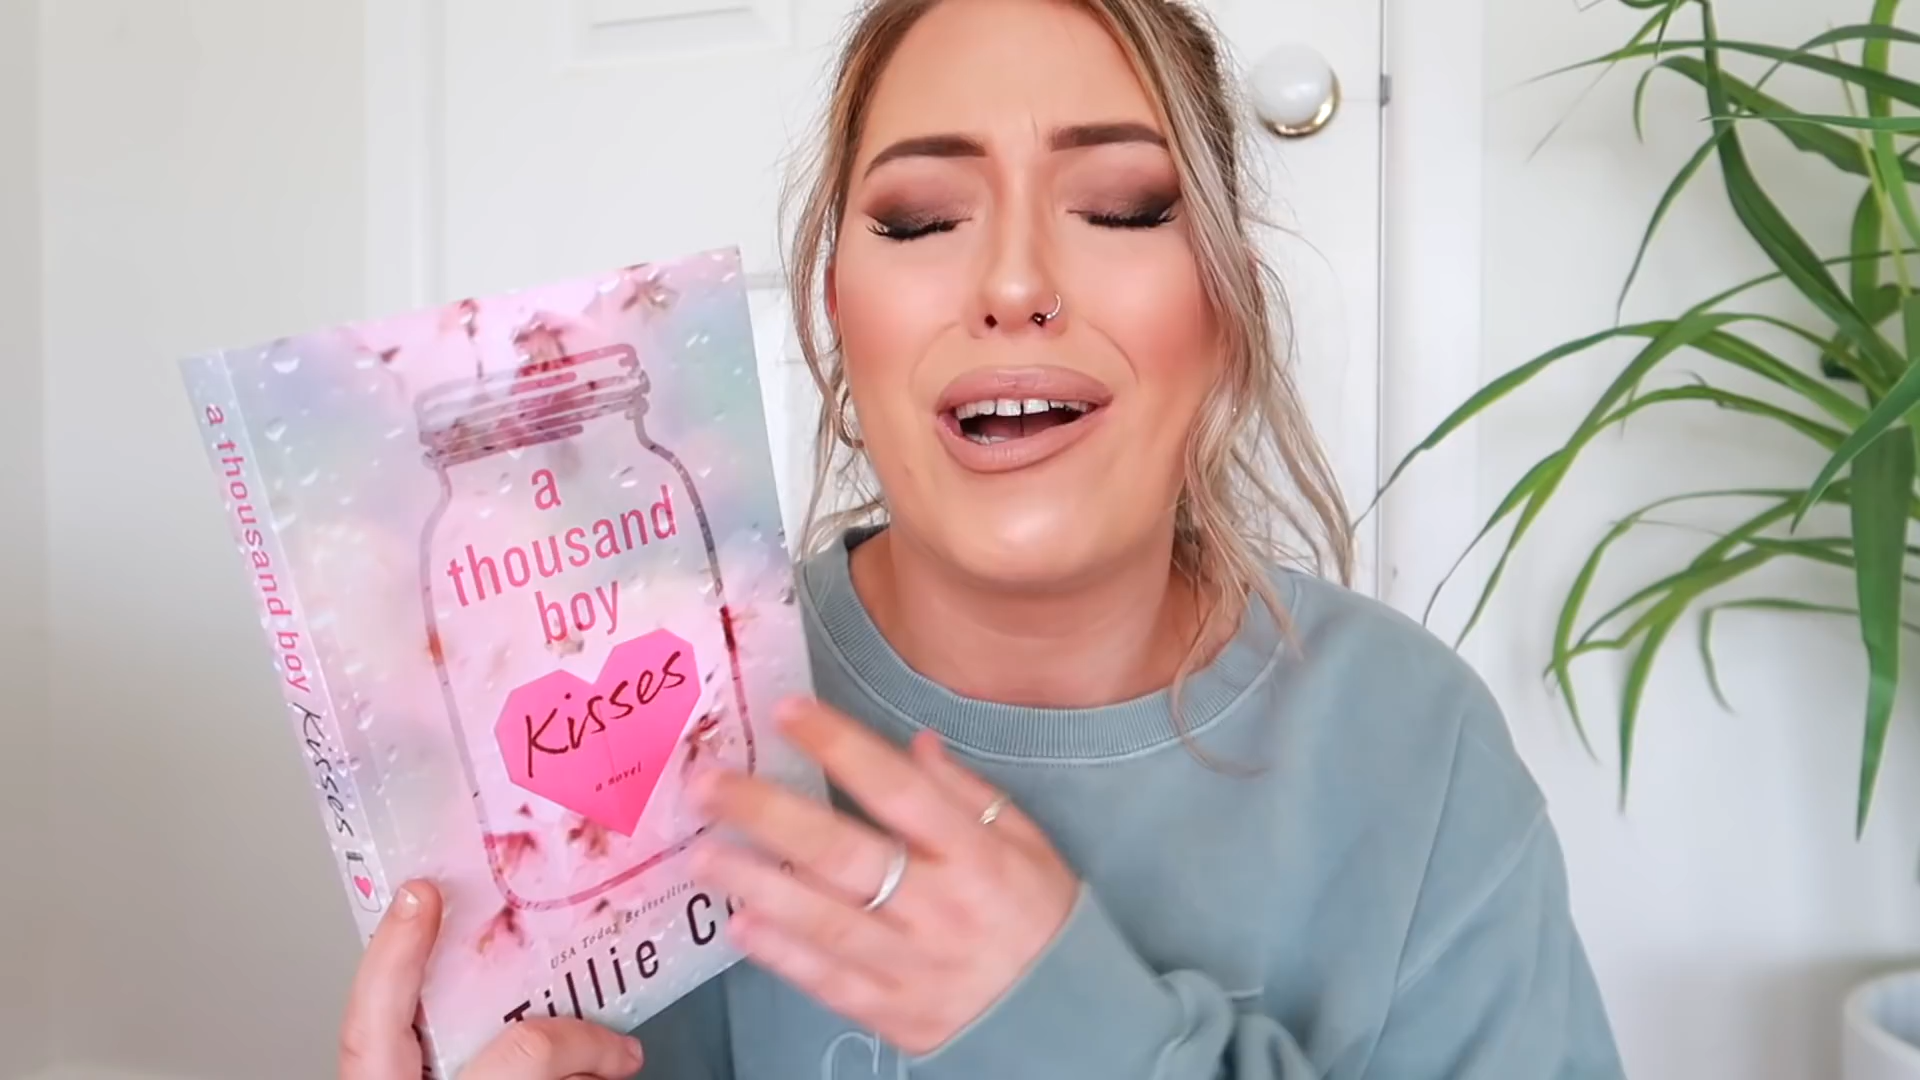 a thousand boy Kisses
a
thousand
boy
Kisses
a novel
USA Today Bestselling
Tillie